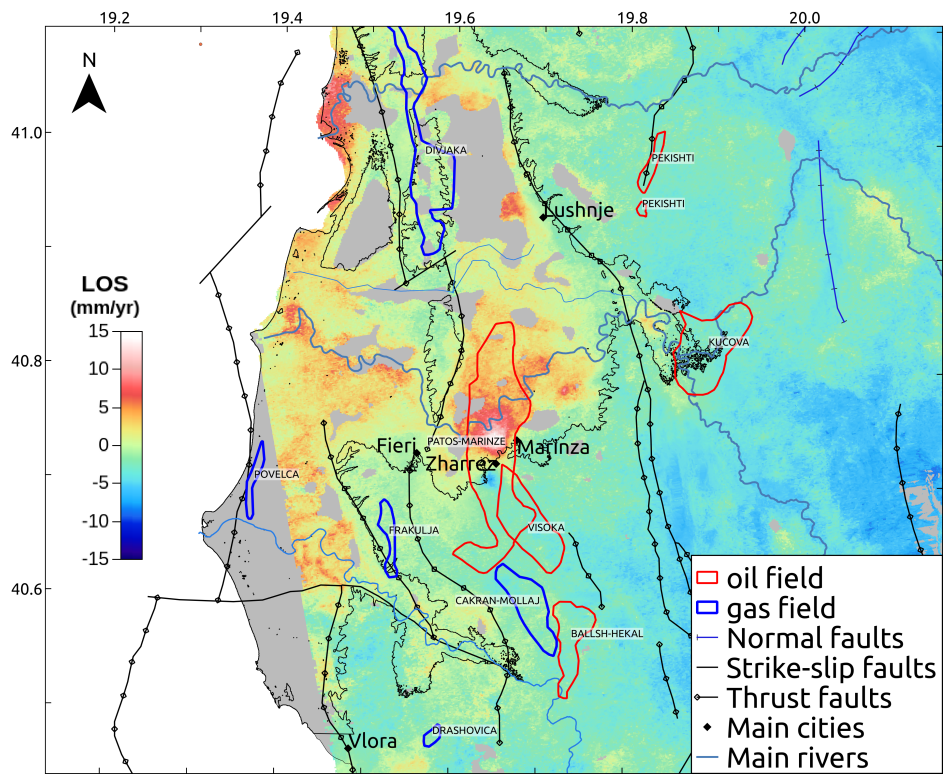 19.2 19.4 19.6 19.8 20.0
N
41.0
DIVJAKA
PEKISHTI
PEKISHTI
Lushnje
LOS
(mm/yr)
15
10
5
0
-5
-10
-15
40.8
KUCOVA
Fieri
PATOS-MARINZE
Marinza
Zharrez
POVELCA
FRAKULJA
VISOKA
40.6
CAKRAN-MOLLAJ
BALLSH-HEKAL
DRASHOVICA
Vlora
oil field
gas field
Normal faults
Strike-slip faults
Thrust faults
Main cities
Main rivers